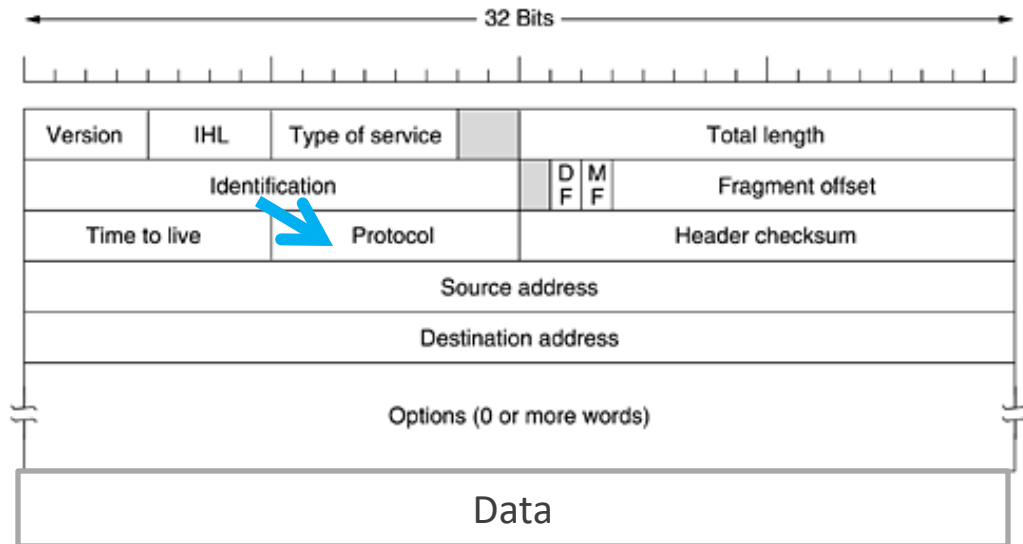 32 Bits
Version IHL Type of service Total length
Identification D F M F Fragment offset
Time to live Protocol Header checksum
Source address
Destination address
Options (0 or more words)
Data